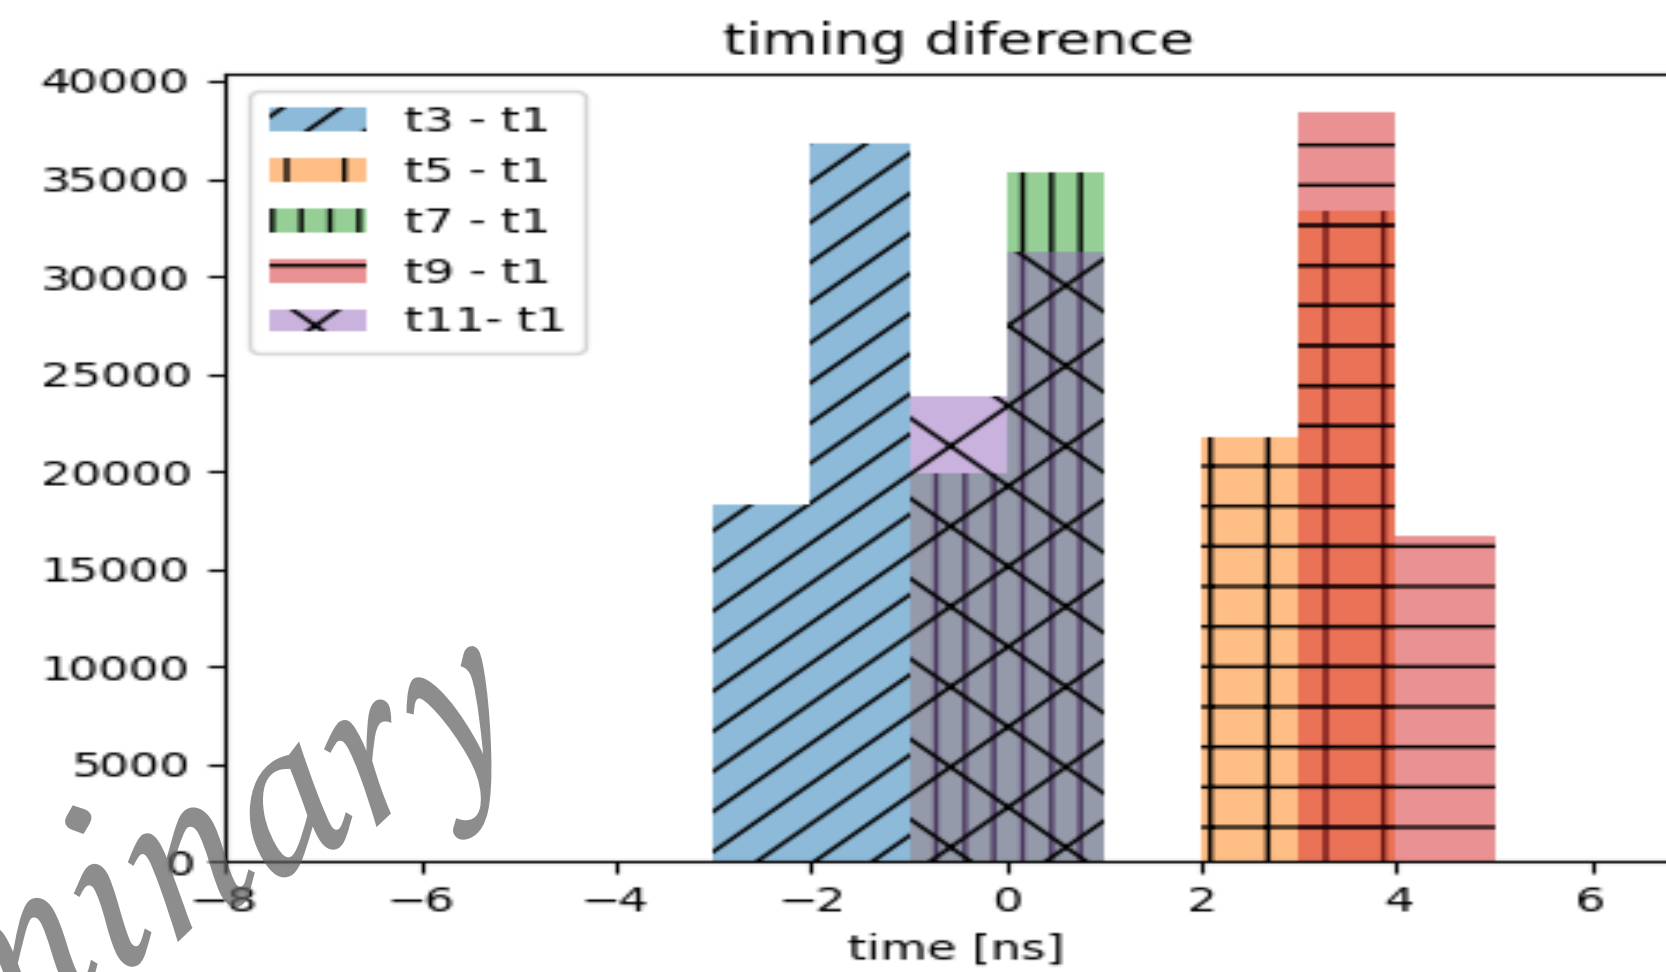 timing diference
40000
35000
30000
25000
20000
15000
10000
5000
0
t3 - t1
t5 - t1
t7 - t1
t9 - t1
t11- t1
−8 −6 −4 −2 0 2 4 6
time [ns]
minary